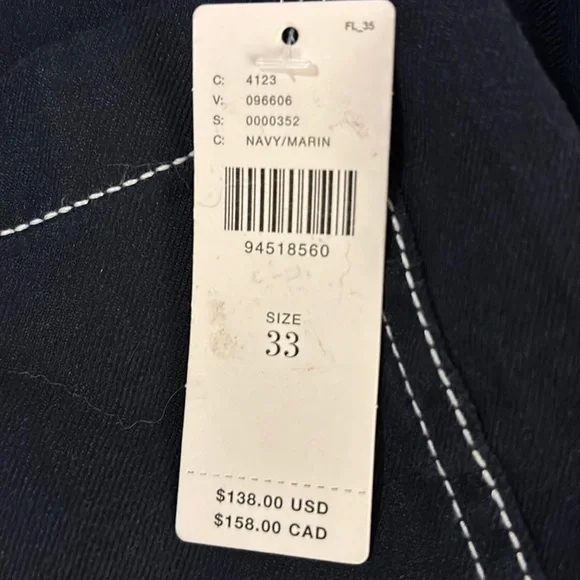 FL_35
C: 4123
V: 096606
S: 0000352
C: NAVY/MARIN
94518560
SIZE
33
$138.00 USD
$158.00 CAD